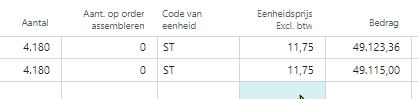 Aantal Aant. op order assembleren Code van eenheid Eenheidsprijs Excl. btw Bedrag
4.180 0 ST 11,75 49.123,36
4.180 0 ST 11,75 49.115,00